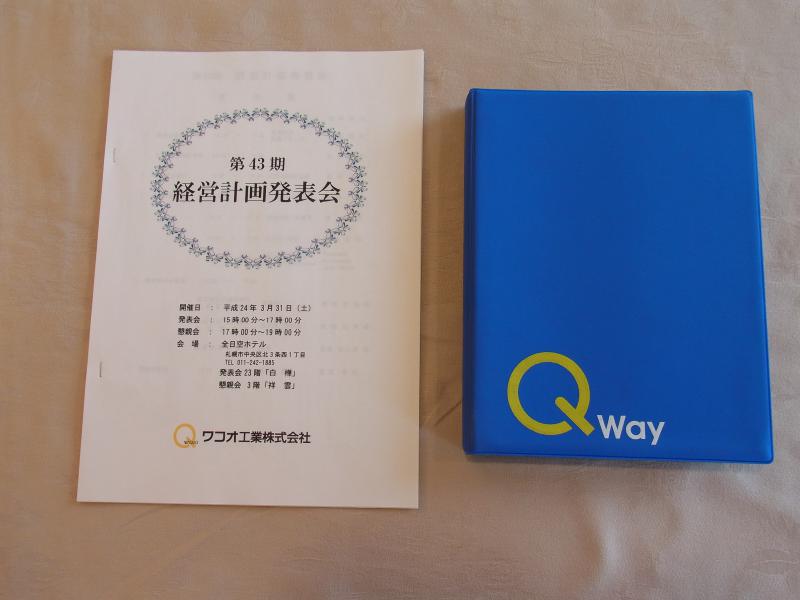 第43期
経営計画発表会
開催日 : 平成24年 3月31日(土)
発表会 : 15時00分~17時00分
懇親会 : 17時00分~19時00分
会 場 : 全日空ホテル
札幌市中央区北3条西1丁目
TEL 011-242-1885
発表会23階「白 樺」
懇親会 3階「祥 雲」
ワコオ工業株式会社
Q Way